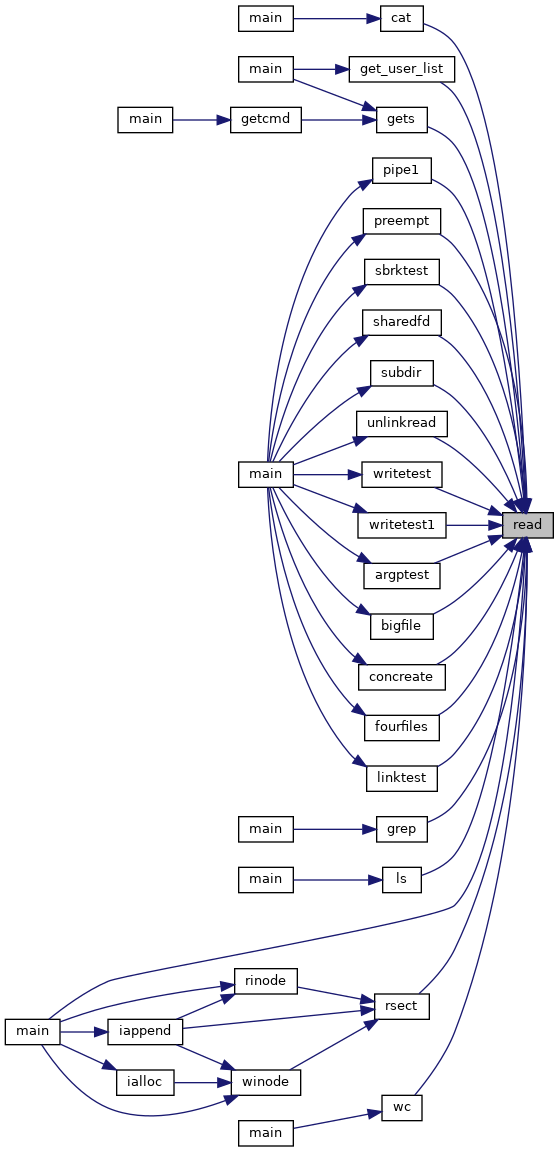 main
cat
main
get_user_list
main
getcmd
gets
pipe1
preempt
sbrktest
sharedfd
subdir
unlinkread
main
writetest
read
writetest1
argptest
bigfile
concreate
fourfiles
linktest
main
grep
main
ls
rinode
rsect
main
iappend
ialloc
winode
wc
main